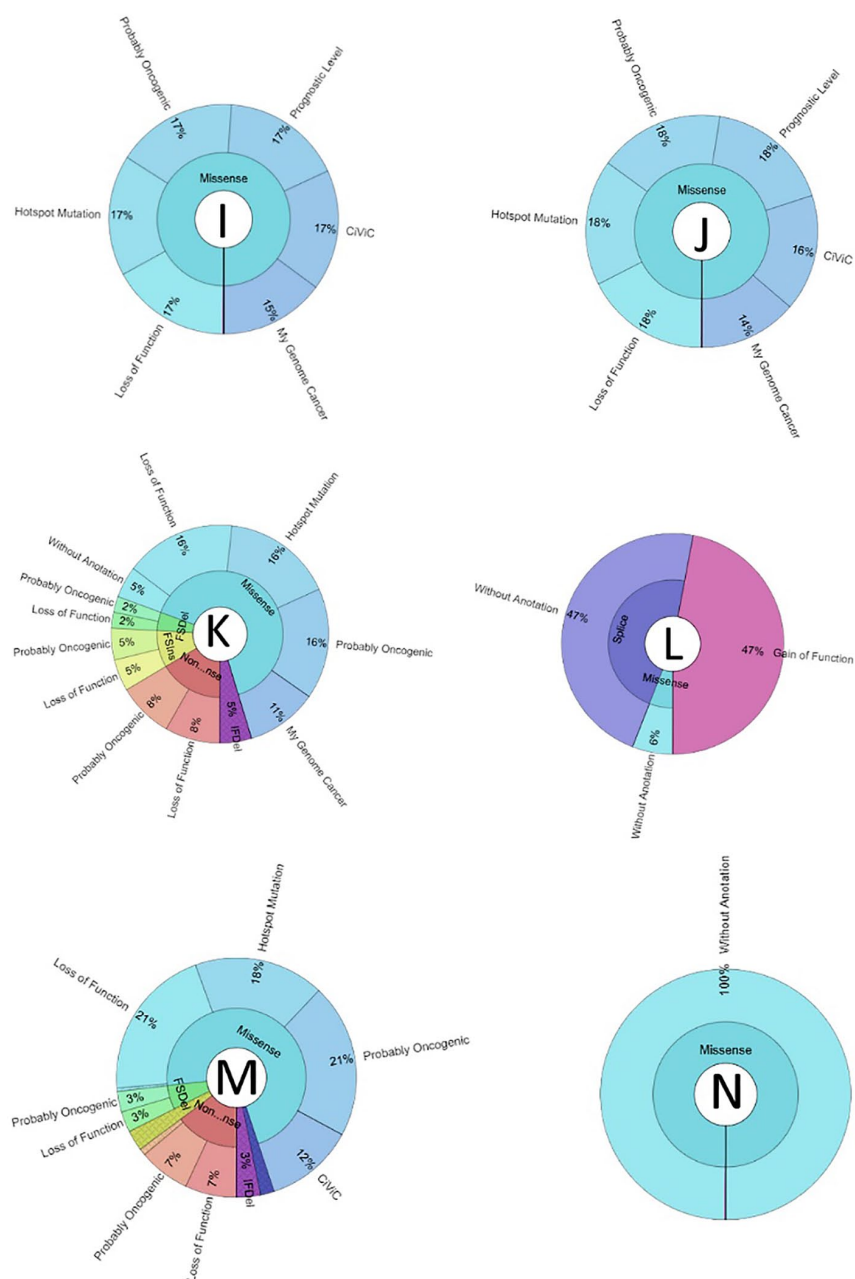 Probably Oncogenic
17%
Prognostic Level
17%
Missense
Hotspot Mutation
17%
I
17%
CiViC
Loss of Function
17%
15%
My Genome Cancer
Probably Oncogenic
18%
Prognostic Level
18%
Missense
Hotspot Mutation
18%
J
16%
CiViC
Loss of Function
18%
14%
My Genome Cancer
Loss of Function
16%
Hotspot Mutation
16%
Without Anotation
5%
Missense
Probably Oncogenic
2%
Loss of Function
2%
FSDel
K
Probably Oncogenic
5%
FSIns
16%
Probably Oncogenic
Loss of Function
5%
Non...nse
Probably Oncogenic
8%
Loss of Function
8%
5%
IFDel
11%
My Genome Cancer
Without Anotation
47%
Splice
L
47%
Gain of Function
Missense
6%
Without Anotation
Hotspot Mutation
18%
Loss of Function
21%
Missense
21%
Probably Oncogenic
M
FSDel
Probably Oncogenic
3%
Loss of Function
3%
Non...nse
Probably Oncogenic
7%
Loss of Function
7%
3%
IFDel
12%
CiViC
Without Anotation
100%
Missense
N